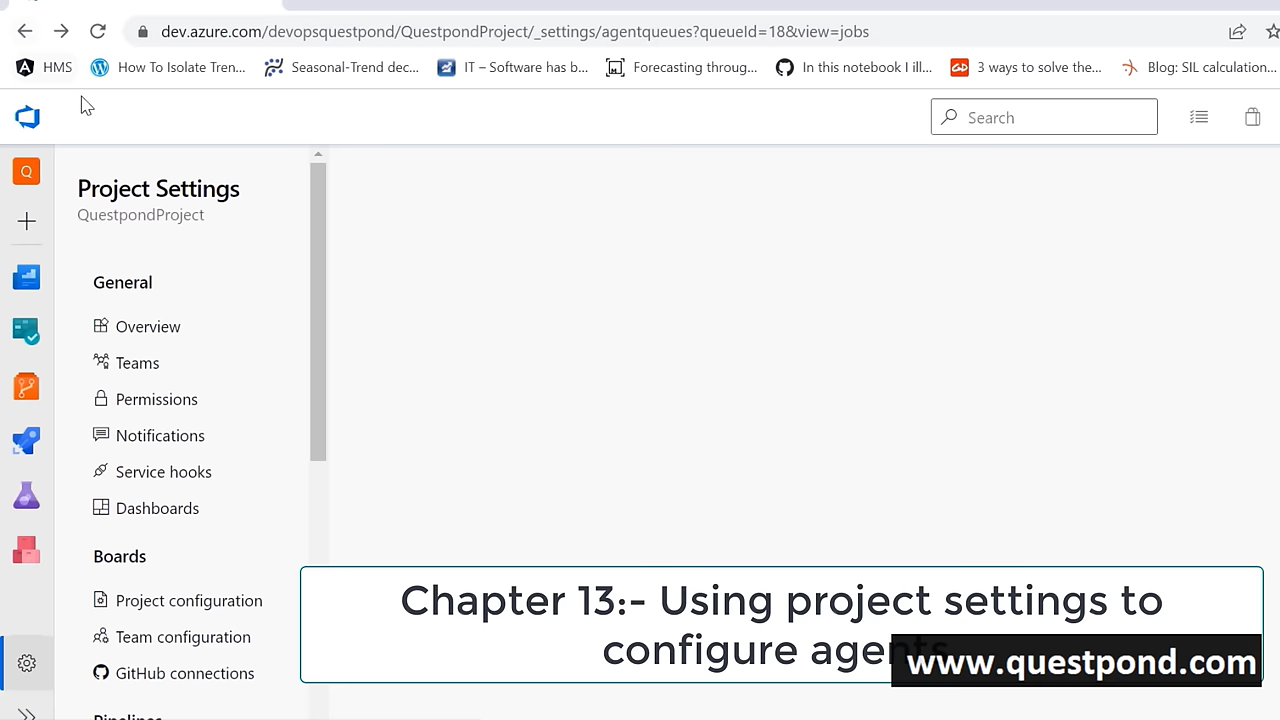 dev.azure.com/devopsquestpond/QuestpondProject/_settings/agentqueues?queueId=18&view=jobs
HMS
How To Isolate Tren...
Seasonal-Trend dec...
IT – Software has b...
Forecasting throug...
In this notebook I ill...
3 ways to solve the...
Blog: SIL calculation...
Search
Q
Project Settings
QuestpondProject
General
Overview
Teams
Permissions
Notifications
Service hooks
Dashboards
Boards
Project configuration
Team configuration
GitHub connections
Pipelines
Chapter 13:- Using project settings to
configure agents
www.questpond.com